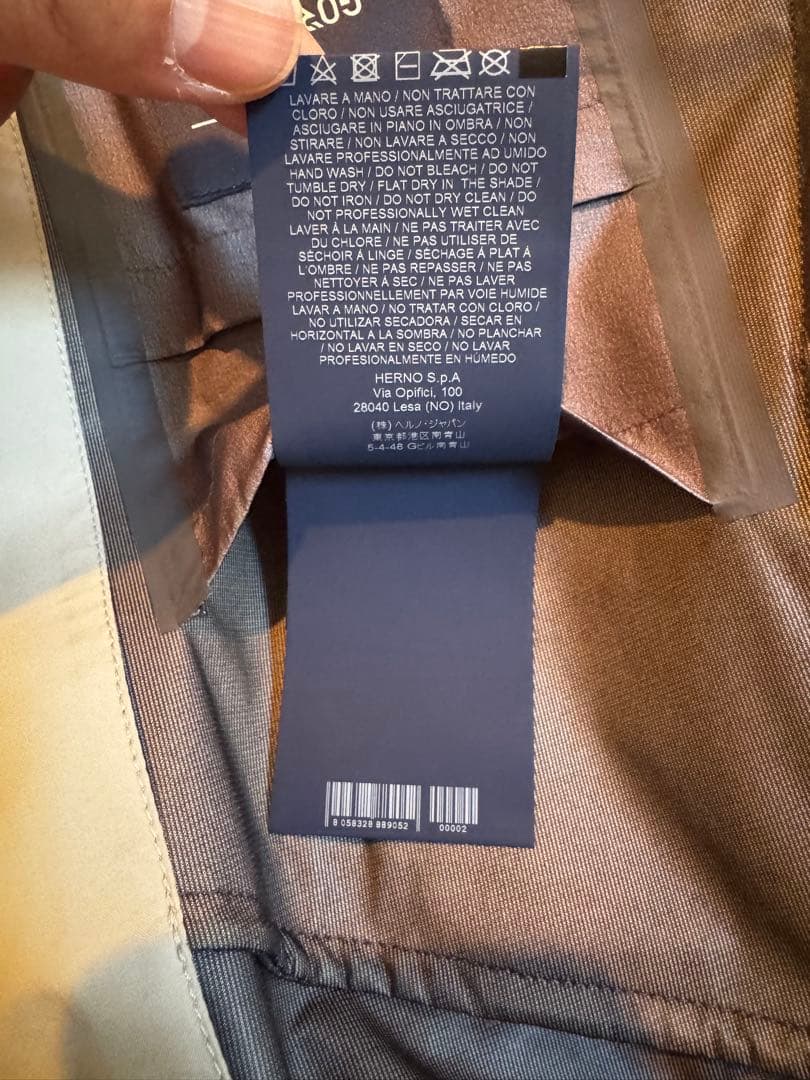 GO
LAVARE A MANO / NON TRATTARE CON
CLORO / NON USARE ASCIUGATRICE /
ASCIUGARE IN PIANO IN OMBRA / NON
STIRARE / NON LAVARE A SECCO / NON
LAVARE PROFESSIONALMENTE AD UMIDO
HAND WASH / DO NOT BLEACH / DO NOT
TUMBLE DRY / FLAT DRY IN THE SHADE /
DO NOT IRON / DO NOT DRY CLEAN / DO
NOT PROFESSIONALLY WET CLEAN
LAVER À LA MAIN / NE PAS TRAITER AVEC
DU CHLORE / NE PAS UTILISER DE
SÉCHOIR À LINGE / SÉCHAGE À PLAT À
L'OMBRE / NE PAS REPASSER / NE PAS
NETTOYER À SEC / NE PAS LAVER
PROFESSIONNELLEMENT PAR VOIE HUMIDE
LAVAR A MANO / NO TRATAR CON CLORO /
NO UTILIZAR SECADORA / SECAR EN
HORIZONTAL A LA SOMBRA / NO PLANCHAR
/ NO LAVAR EN SECO / NO LAVAR
PROFESIONALMENTE EN HÚMEDO
HERNO S.p.A
Via Opifici, 100
28040 Lesa (NO) Italy
(株) ヘルノ・ジャパン
東京都港区南青山
5-4-46 Gビル南青山
8 058328 889052
00002